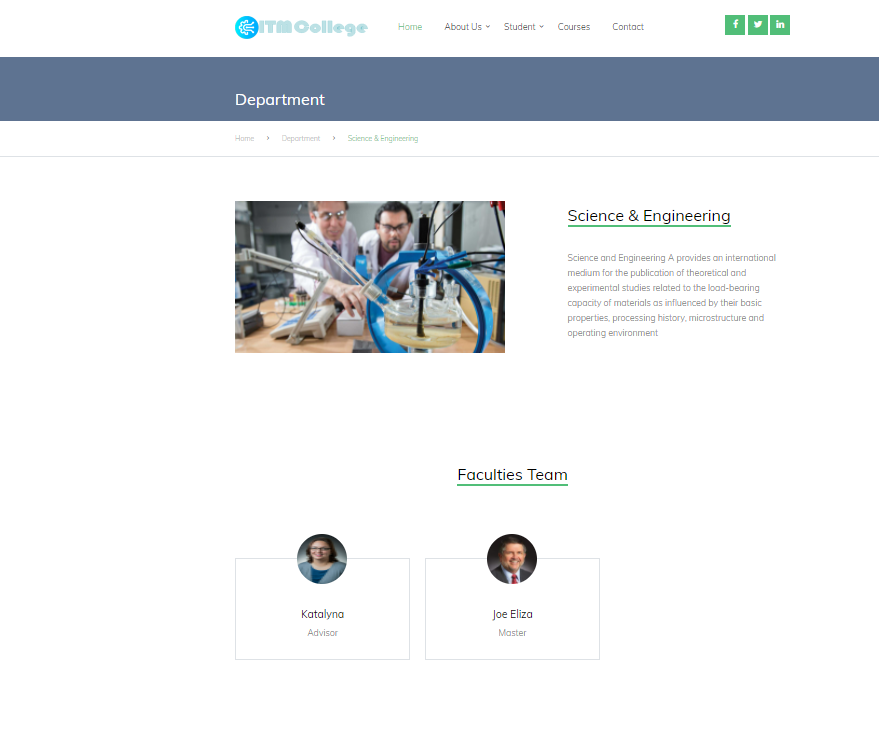 ITM College
Home
About Us
Student
Courses
Contact
Department
Home > Department > Science & Engineering
Science & Engineering
Science and Engineering A provides an international
medium for the publication of theoretical and
experimental studies related to the load-bearing
capacity of materials as influenced by their basic
properties, processing history, microstructure and
operating environment
Faculties Team
Katalyna
Advisor
Joe Eliza
Master